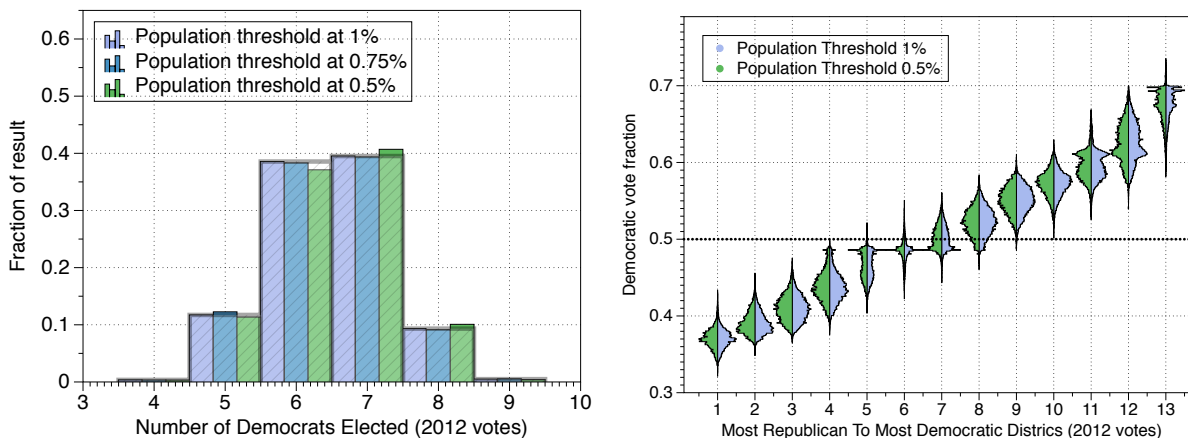 0.6
0.5
0.4
0.3
0.2
0.1
0
Fraction of result
Population threshold at 1%
Population threshold at 0.75%
Population threshold at 0.5%
3 4 5 6 7 8 9 10
Number of Democrats Elected (2012 votes)
0.7
0.6
0.5
0.4
0.3
Democratic vote fraction
Population Threshold 1%
Population Threshold 0.5%
1 2 3 4 5 6 7 8 9 10 11 12 13
Most Republican To Most Democratic Districs (2012 votes)